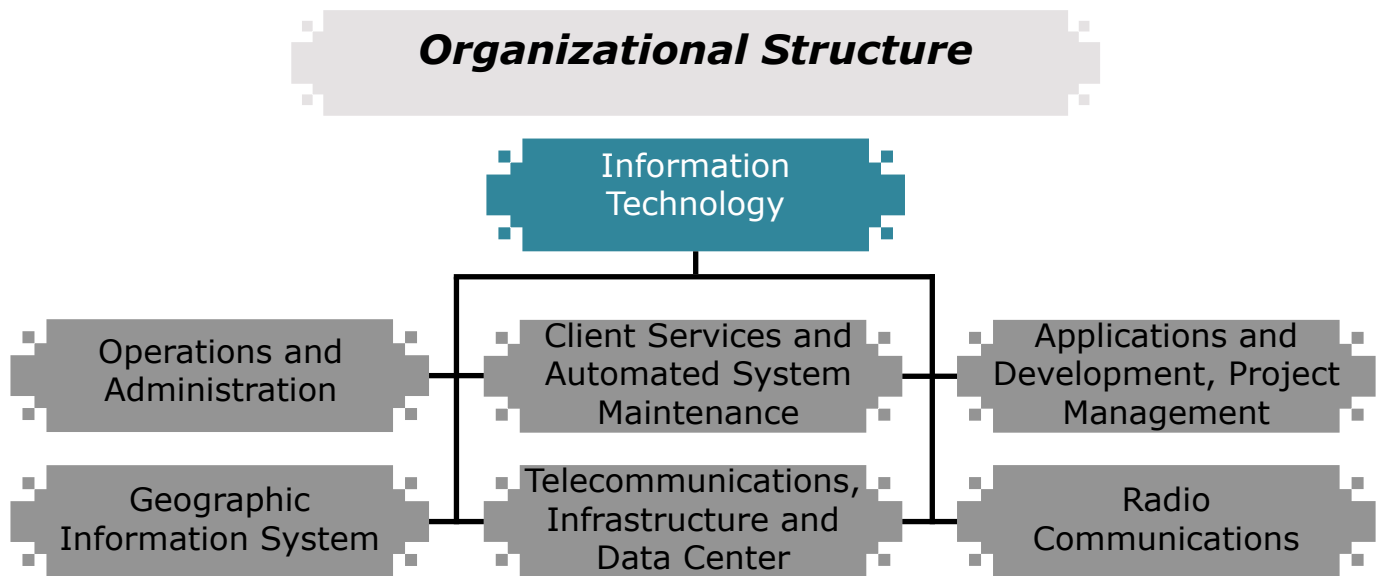 Organizational Structure
Information
Technology
Operations and
Administration
Client Services and
Automated System
Maintenance
Applications and
Development, Project
Management
Geographic
Information System
Telecommunications,
Infrastructure and
Data Center
Radio
Communications